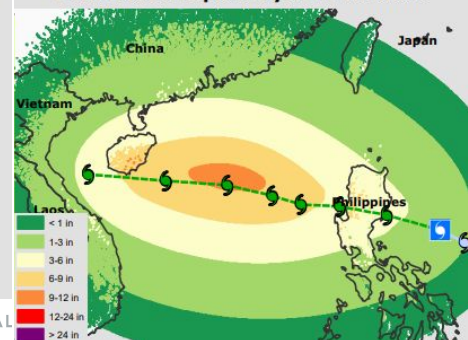 China
Japan
Vietnam
Laos
Philippines
< 1 in
1-3 in
3-6 in
6-9 in
9-12 in
12-24 in
> 24 in